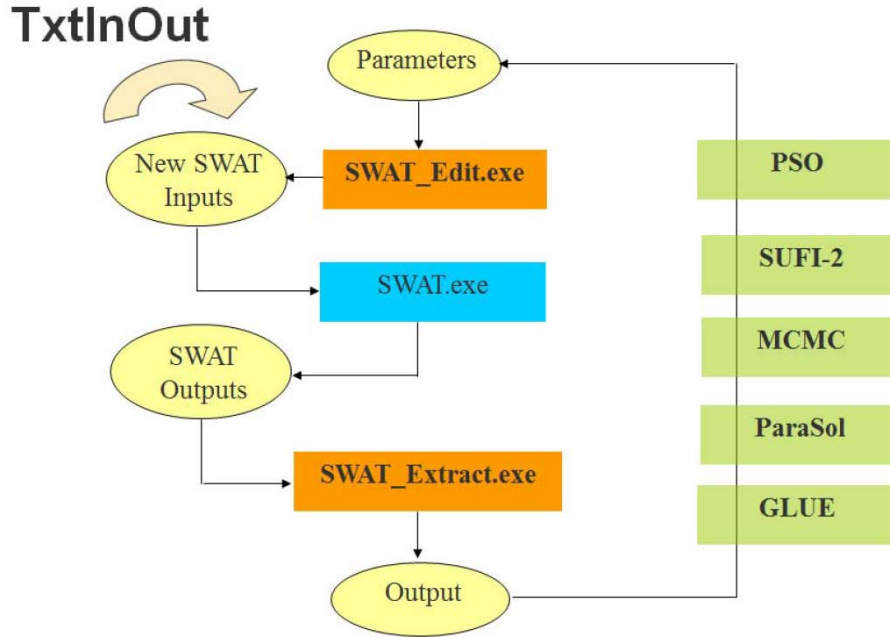 TxtInOut
Parameters
New SWAT
Inputs
SWAT_Edit.exe
SWAT.exe
SWAT
Outputs
SWAT_Extract.exe
Output
PSO
SUFI-2
MCMC
ParaSol
GLUE